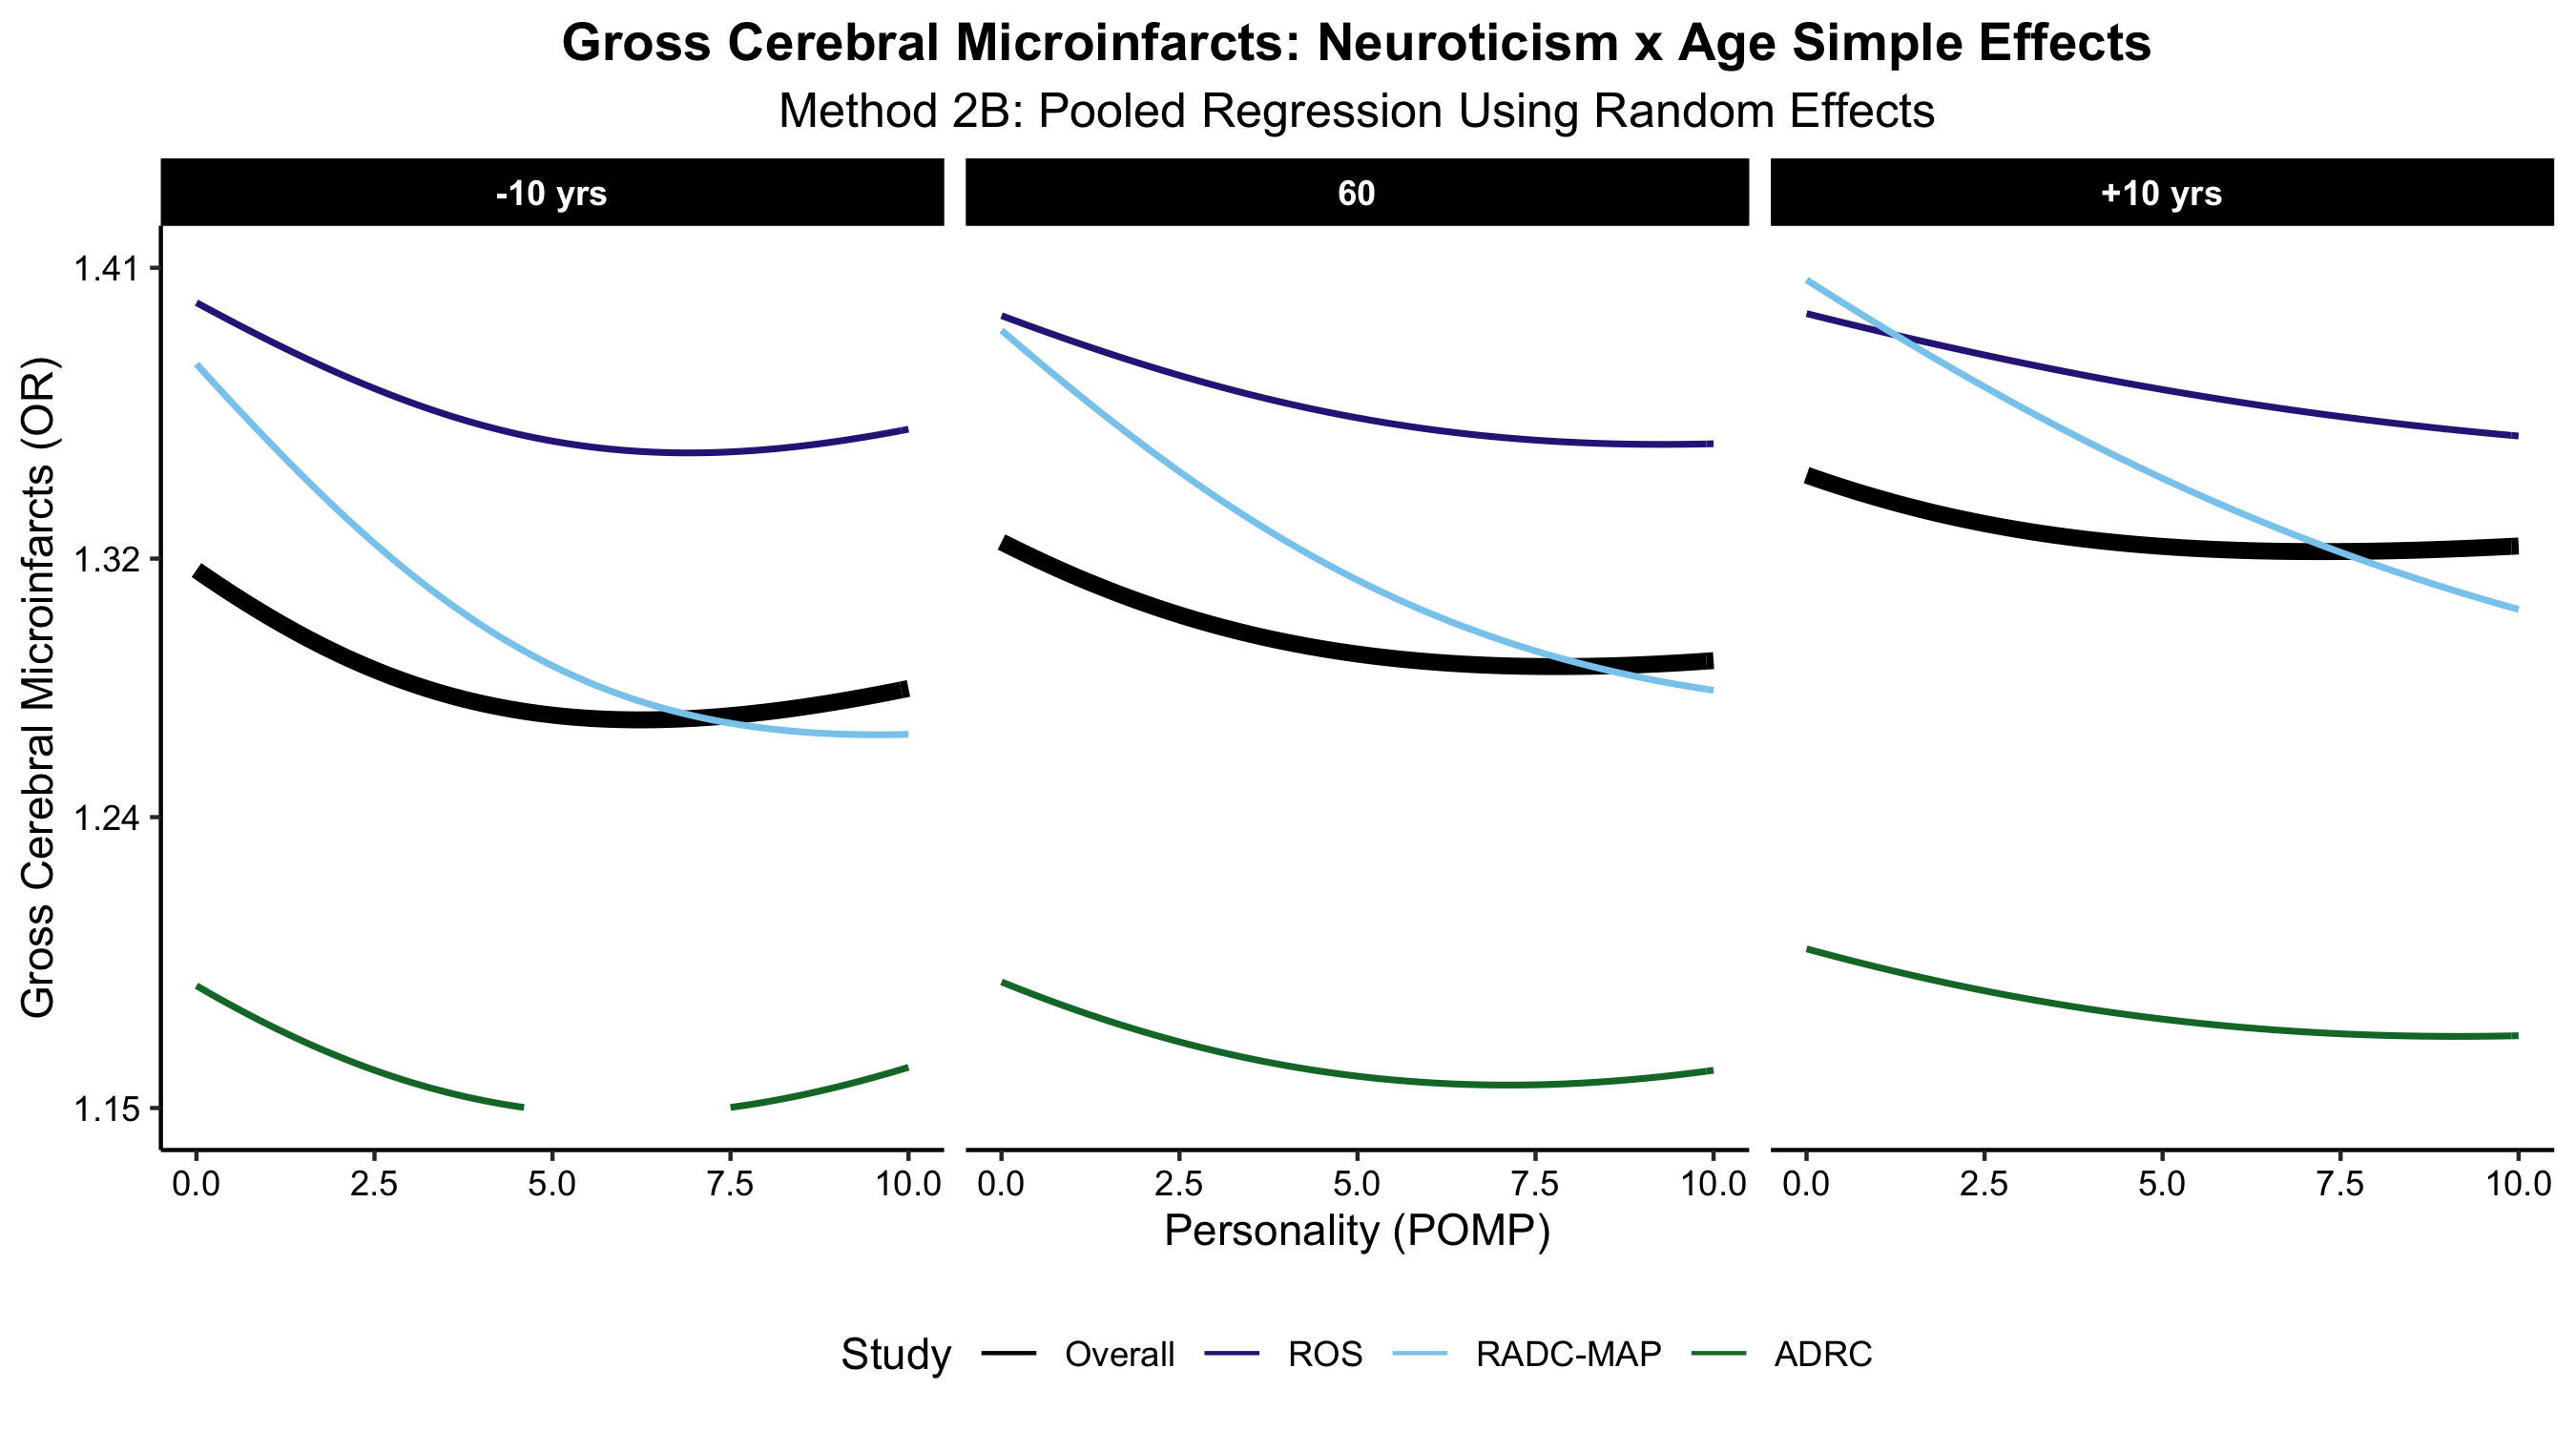 Gross Cerebral Microinfarcts: Neuroticism x Age Simple Effects
Method 2B: Pooled Regression Using Random Effects
-10 yrs
60
+10 yrs
Gross Cerebral Microinfarcts (OR)
1.41
1.32
1.24
1.15
0.0 2.5 5.0 7.5 10.0
0.0 2.5 5.0 7.5 10.0
0.0 2.5 5.0 7.5 10.0
Personality (POMP)
Study Overall ROS RADC-MAP ADRC